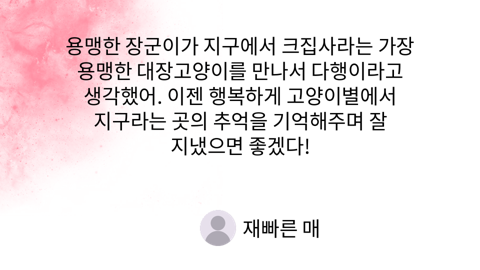 용맹한 장군이가 지구에서 크집사라는 가장
용맹한 대장고양이를 만나서 다행이라고
생각했어. 이젠 행복하게 고양이별에서
지구라는 곳의 추억을 기억해주며 잘
지냈으면 좋겠다!
재빠른 매